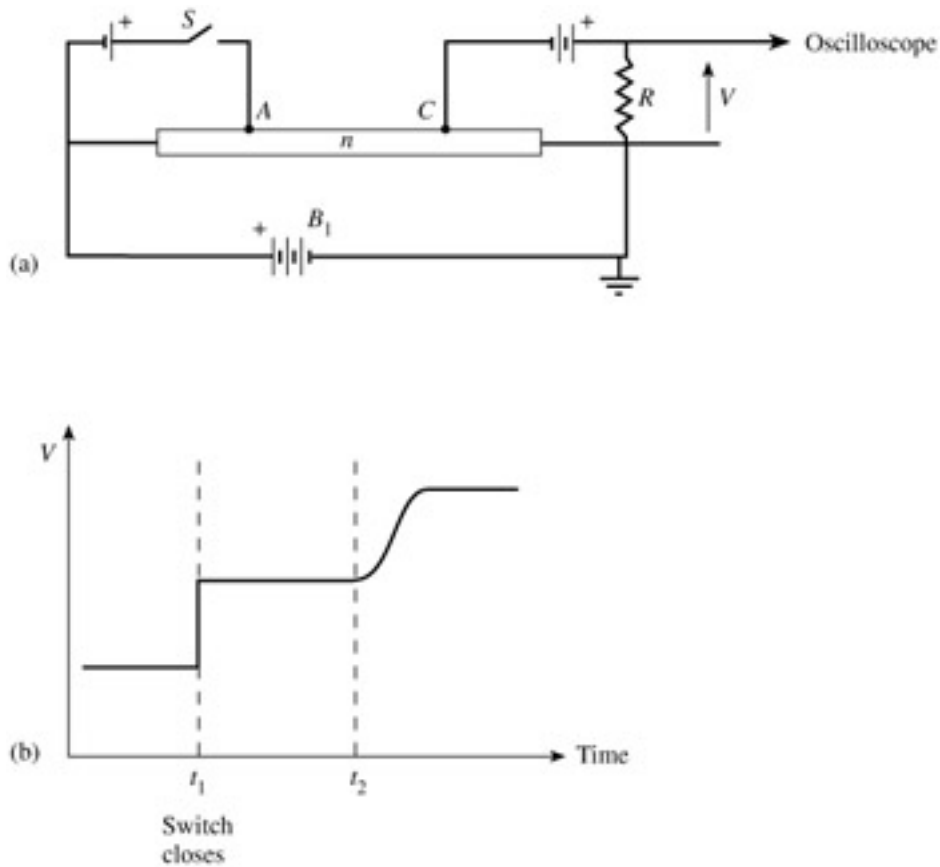 S
+
+
Oscilloscope
A
C
R
V
n
+
B1
(a)
V
(b)
Time
t1
t2
Switch
closes